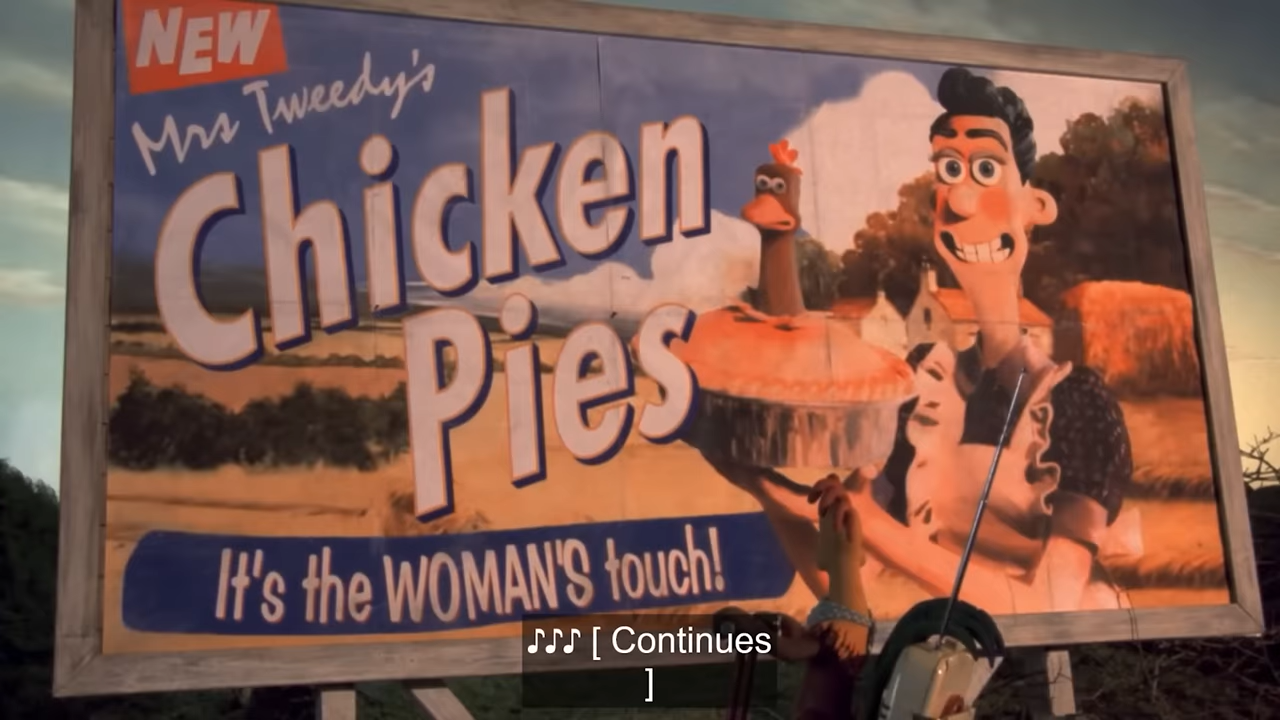 NEW
Mrs Tweedy's
Chicken
Pies
It's the WOMAN'S touch!
♪♪♪ [ Continues
]